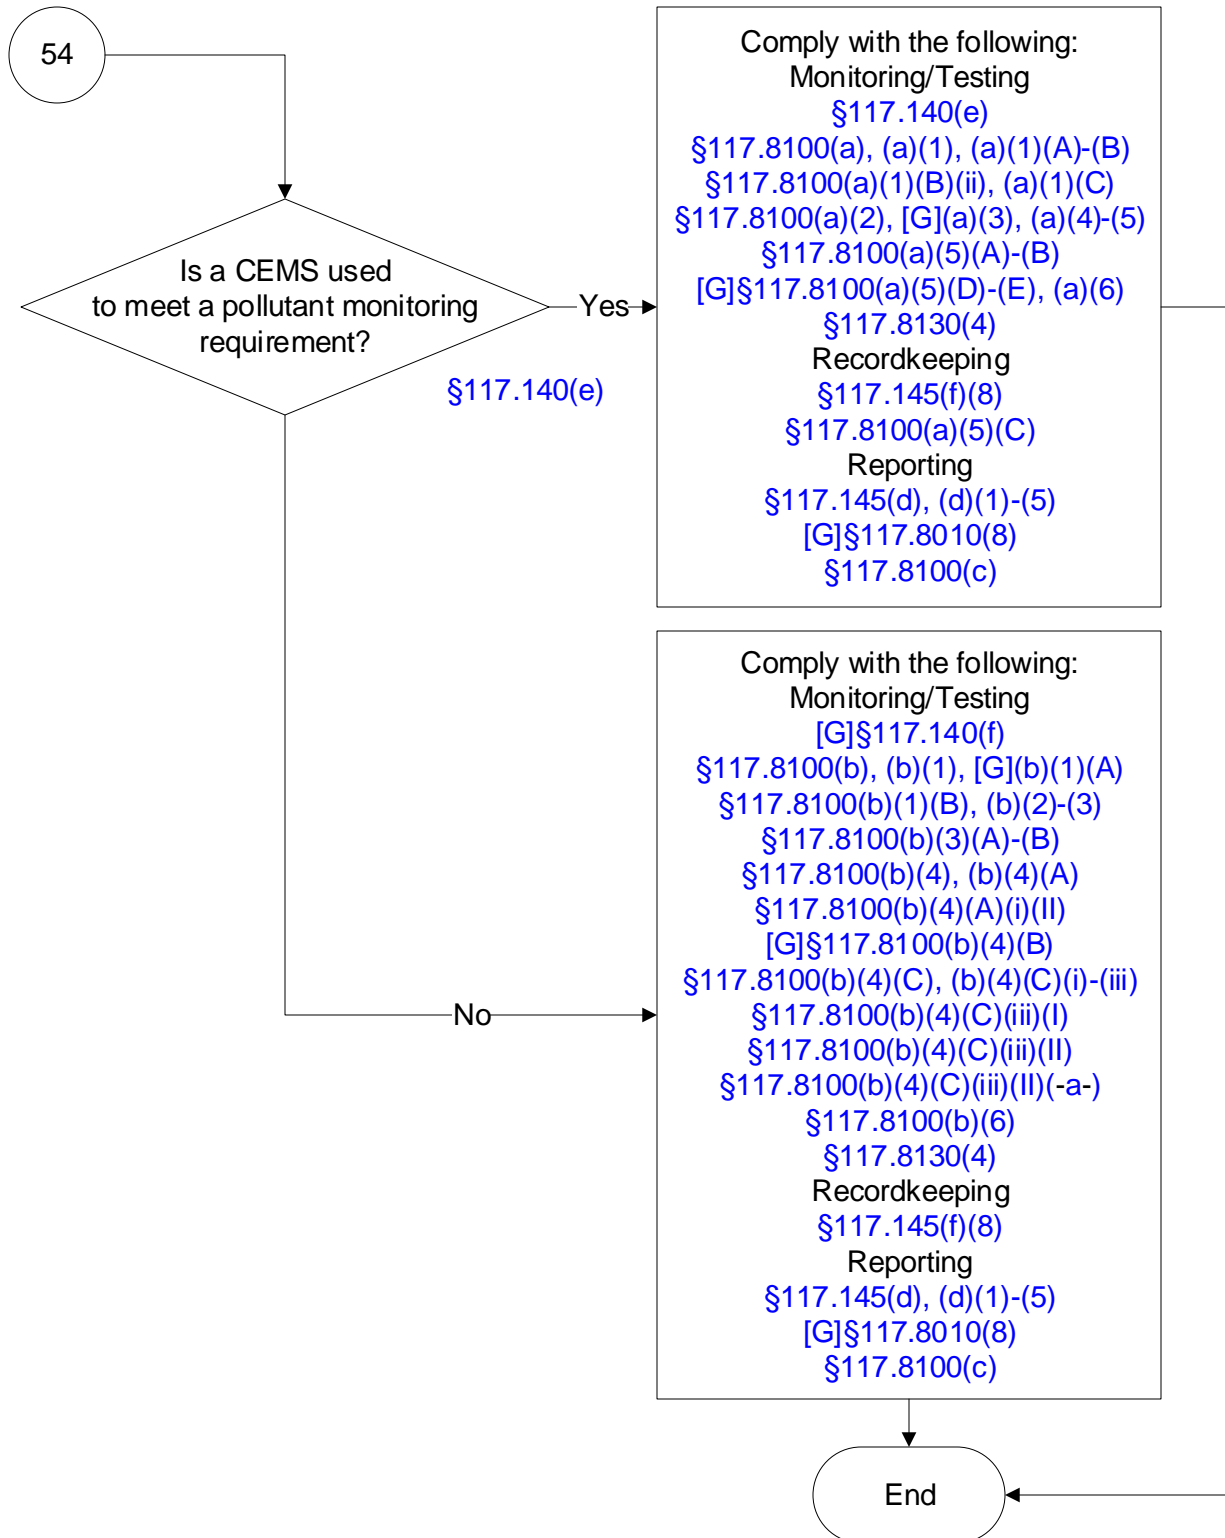 54
Is a CEMS used
to meet a pollutant monitoring
requirement?
§117.140(e)
Yes
Comply with the following:
Monitoring/Testing
§117.140(e)
§117.8100(a), (a)(1), (a)(1)(A)-(B)
§117.8100(a)(1)(B)(ii), (a)(1)(C)
§117.8100(a)(2), [G](a)(3), (a)(4)-(5)
§117.8100(a)(5)(A)-(B)
[G]§117.8100(a)(5)(D)-(E), (a)(6)
§117.8130(4)
Recordkeeping
§117.145(f)(8)
§117.8100(a)(5)(C)
Reporting
§117.145(d), (d)(1)-(5)
[G]§117.8010(8)
§117.8100(c)
No
Comply with the following:
Monitoring/Testing
[G]§117.140(f)
§117.8100(b), (b)(1), [G](b)(1)(A)
§117.8100(b)(1)(B), (b)(2)-(3)
§117.8100(b)(3)(A)-(B)
§117.8100(b)(4), (b)(4)(A)
§117.8100(b)(4)(A)(i)(II)
[G]§117.8100(b)(4)(B)
§117.8100(b)(4)(C), (b)(4)(C)(i)-(iii)
§117.8100(b)(4)(C)(iii)(I)
§117.8100(b)(4)(C)(iii)(II)
§117.8100(b)(4)(C)(iii)(II)(-a-)
§117.8100(b)(6)
§117.8130(4)
Recordkeeping
§117.145(f)(8)
Reporting
§117.145(d), (d)(1)-(5)
[G]§117.8010(8)
§117.8100(c)
End